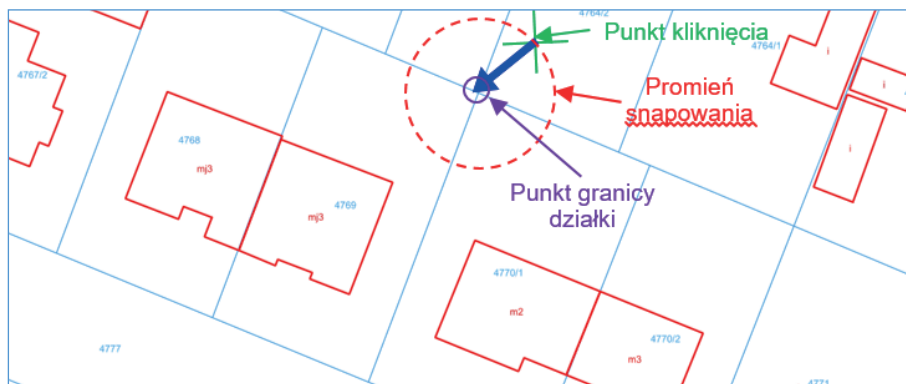 4764/2
Punkt kliknięcia
4764/1
i
4767/2
i
Promień
snapowania
4768
mj3
i
Punkt granicy
działki
4769
mj3
4770/1
m2
4770/2
m3
4777
4771